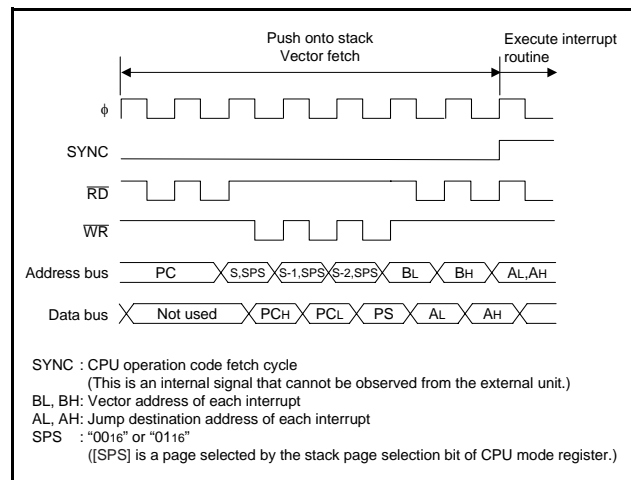 Push onto stack
Vector fetch
Execute interrupt
routine
ϕ
SYNC
RD
WR
Address bus PC S,SPS S-1,SPS S-2,SPS BL BH AL,AH
Data bus Not used PCH PCL PS AL AH
SYNC : CPU operation code fetch cycle
(This is an internal signal that cannot be observed from the external unit.)
BL, BH: Vector address of each interrupt
AL, AH: Jump destination address of each interrupt
SPS : “0016” or “0116”
([SPS] is a page selected by the stack page selection bit of CPU mode register.)